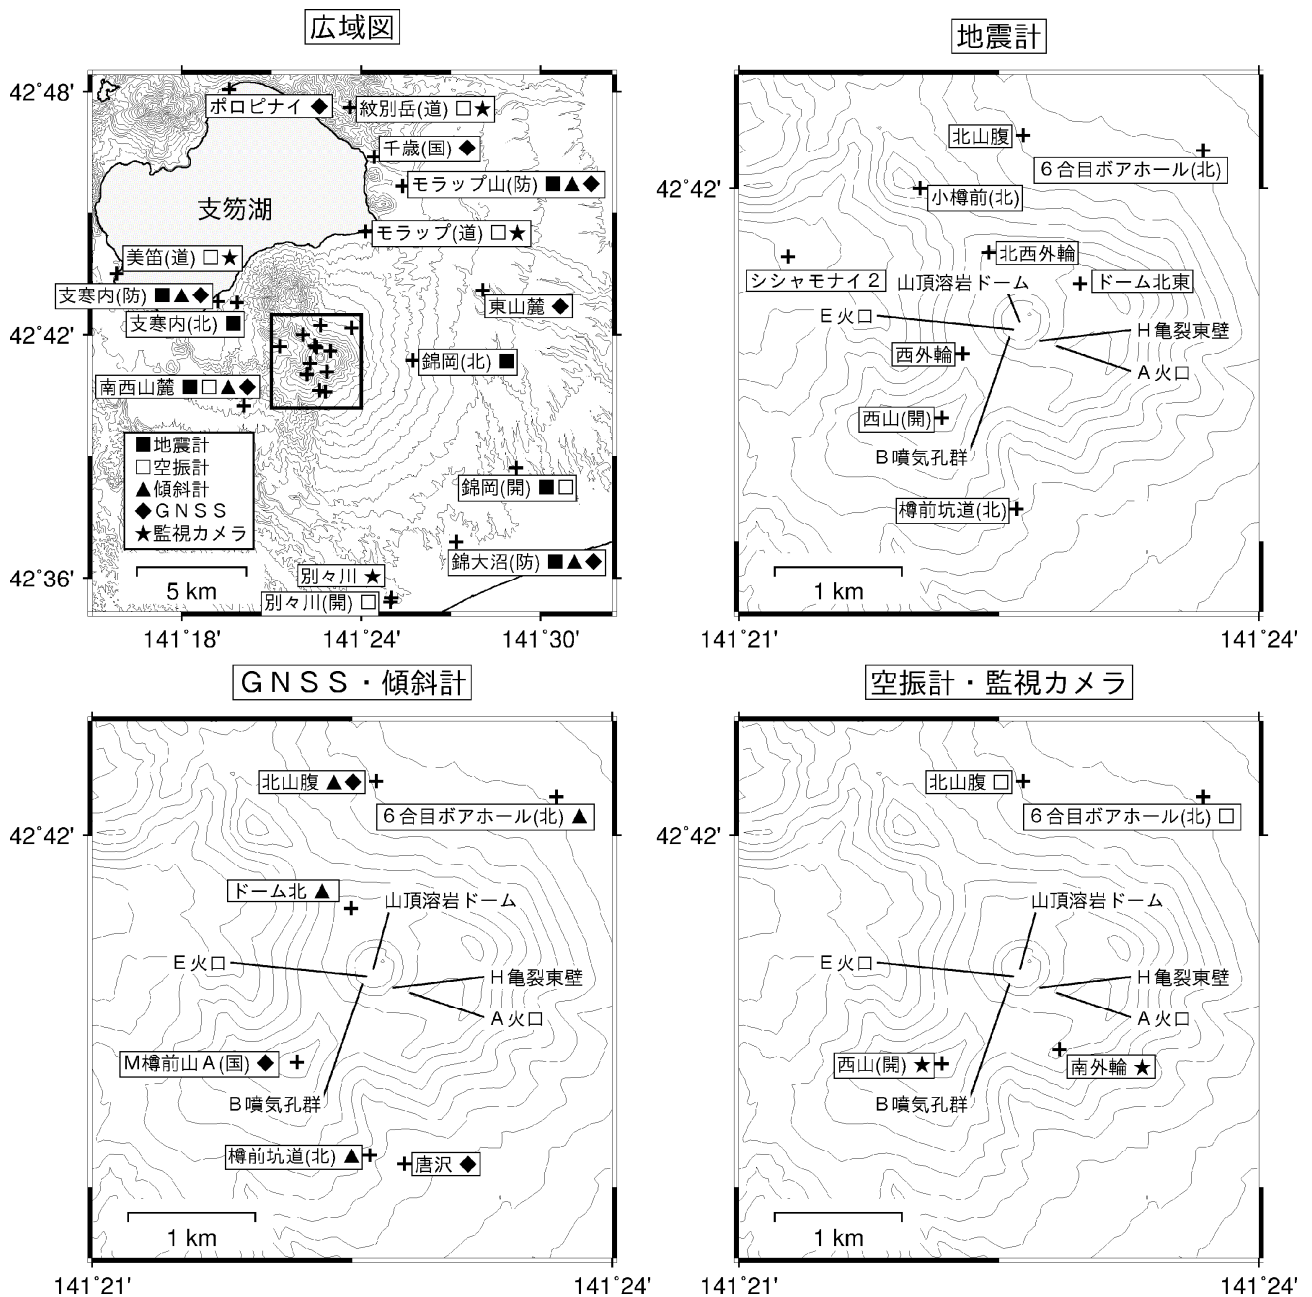 広域図
42°48'
ポロピナイ ◆
紋別岳(道) □★
千歳(国) ◆
モラップ山(防) ■▲◆
支笏湖
モラップ(道) □★
美笛(道) □★
支寒内(防) ■▲◆
東山麓 ◆
支寒内(北) ■
42°42'
錦岡(北) ■
南西山麓 ■□▲◆
■地震計
□空振計
▲傾斜計
◆ＧＮＳＳ
★監視カメラ
錦岡(開) ■□
錦大沼(防) ■▲◆
42°36'
5 km
別々川 ★
別々川(開) □
141°18'
141°24'
141°30'
地震計
北山腹
６合目ボアホール(北)
42°42'
小樽前(北)
北西外輪
シシャモナイ２
山頂溶岩ドーム
ドーム北東
Ｅ火口
Ｈ亀裂東壁
西外輪
Ａ火口
西山(開)
Ｂ噴気孔群
樽前坑道(北)
1 km
141°21'
141°24'
ＧＮＳＳ・傾斜計
北山腹 ▲◆
６合目ボアホール(北) ▲
42°42'
ドーム北 ▲
山頂溶岩ドーム
Ｅ火口
Ｈ亀裂東壁
Ａ火口
Ｍ樽前山Ａ(国) ◆
Ｂ噴気孔群
樽前坑道(北) ▲
唐沢 ◆
1 km
141°21'
141°24'
空振計・監視カメラ
北山腹 □
６合目ボアホール(北) □
42°42'
山頂溶岩ドーム
Ｅ火口
Ｈ亀裂東壁
Ａ火口
西山(開) ★
南外輪 ★
Ｂ噴気孔群
1 km
141°21'
141°24'